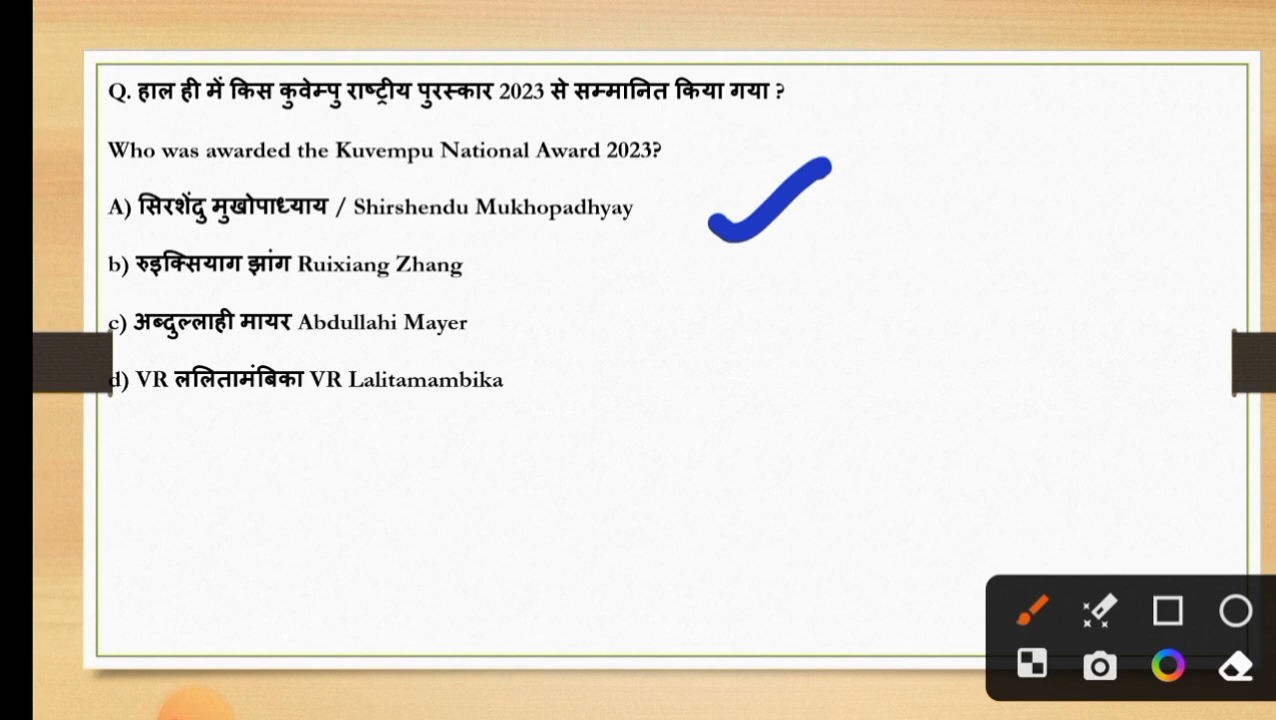 Q. हाल ही में किस कुवेम्पु राष्ट्रीय पुरस्कार 2023 से सम्मानित किया गया ?
Who was awarded the Kuvempu National Award 2023?
A) सिरशेंदु मुखोपाध्याय / Shirshendu Mukhopadhyay
b) रुइक्सियाग झांग Ruixiang Zhang
c) अब्दुल्लाही मायर Abdullahi Mayer
d) VR ललितामंबिका VR Lalitamambika